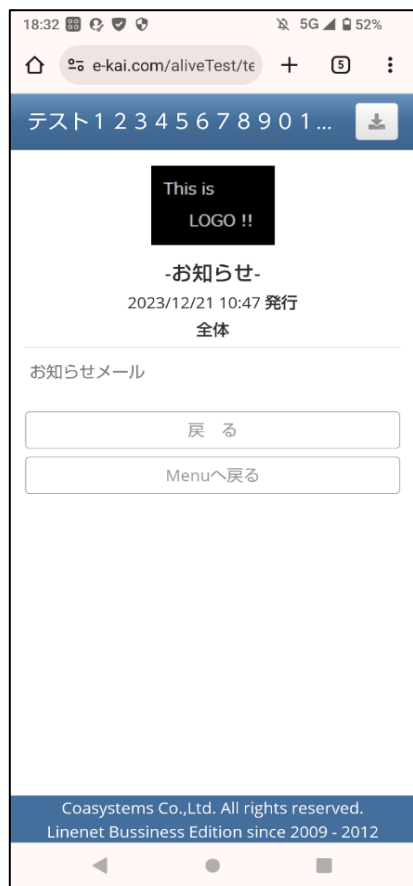 18:32 5G 52%
e-kai.com/aliveTest/te 5
テスト１２３４５６７８９０１...
This is
LOGO !!
-お知らせ-
2023/12/21 10:47 発行
全体
お知らせメール
戻　る
Menuへ戻る
Coasystems Co.,Ltd. All rights reserved.
Linenet Bussiness Edition since 2009 - 2012